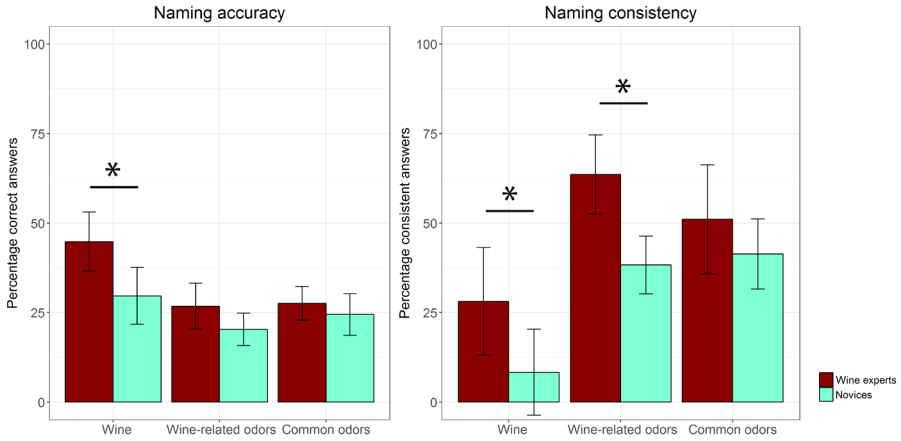 Naming accuracy
Percentage correct answers
100
75
50
25
0
*
Wine
Wine-related odors
Common odors
Naming consistency
Percentage consistent answers
100
75
50
25
0
*
*
Wine
Wine-related odors
Common odors
Wine experts
Novices